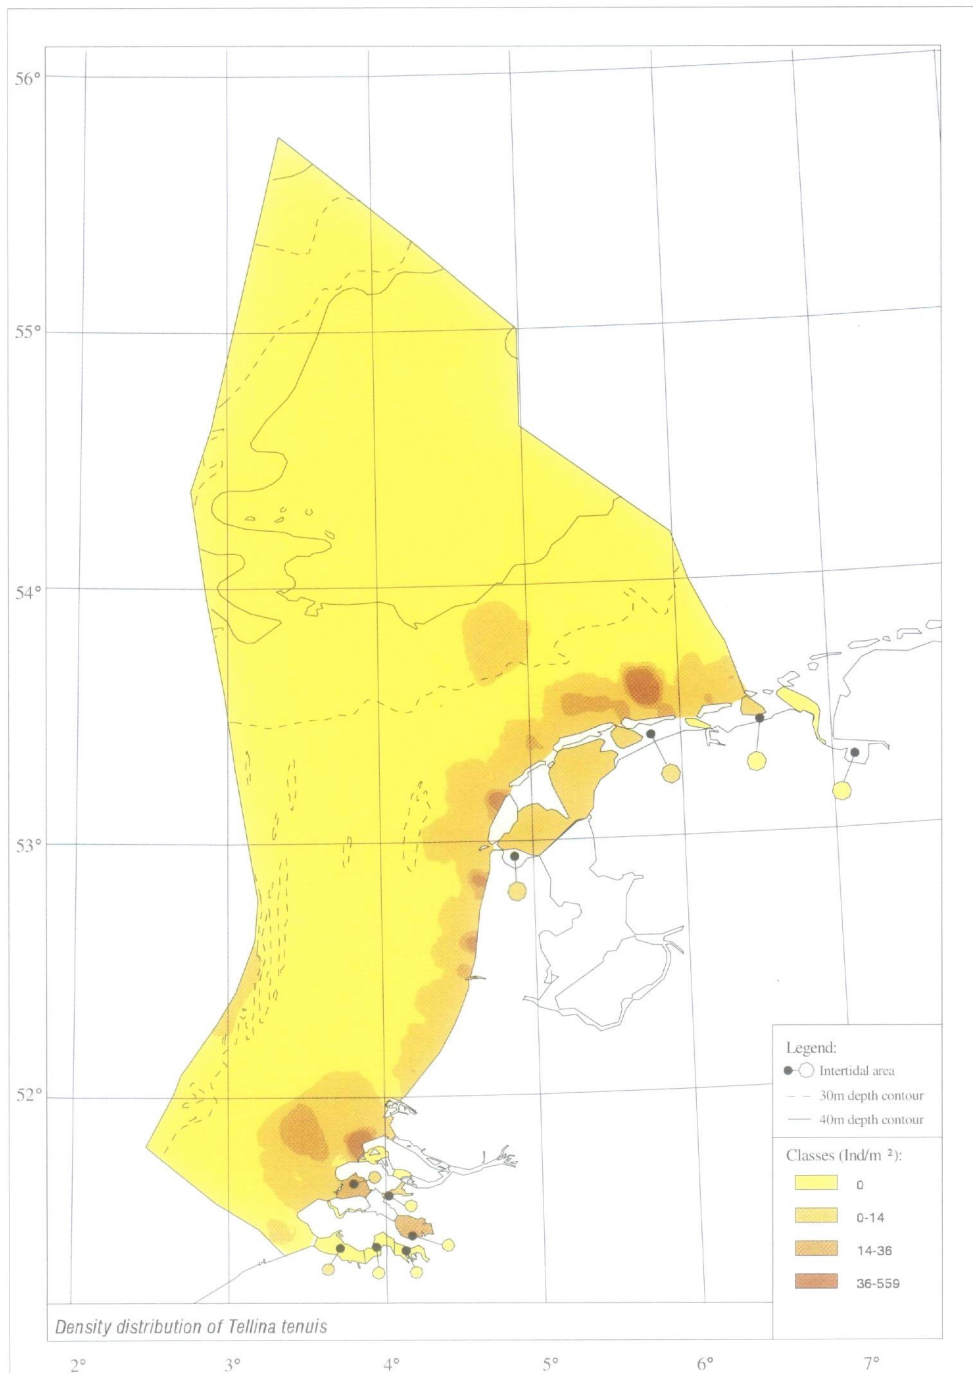 56°
55°
54°
53°
52°
Legend:
Intertidal area
30m depth contour
40m depth contour
Classes (Ind/m ²):
0
0-14
14-36
36-559
Density distribution of Tellina tenuis
2° 3° 4° 5° 6° 7°